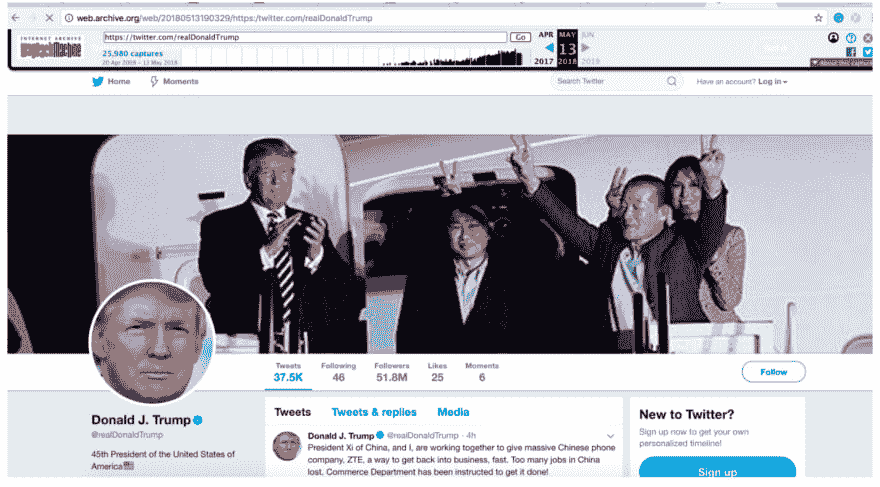 web.archive.org/web/20180513190329/https:/twitter.com/realDonaldTrump
INTERNET ARCHIVE
WayBackMachine
https://twitter.com/realDonaldTrump
Go
APR MAY JUN
25,980 captures
13
20 Apr 2009 – 13 May 2018
2017 2018 2019
About this capture
Home
Moments
Search Twitter
Have an account? Log in
Tweets Following Followers Likes Moments
37.5K 46 51.8M 25 6
Follow
Donald J. Trump
@realDonaldTrump
45th President of the United States of
America
Tweets Tweets & replies Media
Donald J. Trump @realDonaldTrump · 4h
President Xi of China, and I, are working together to give massive Chinese phone
company, ZTE, a way to get back into business, fast. Too many jobs in China
lost. Commerce Department has been instructed to get it done!
New to Twitter?
Sign up now to get your own
personalized timeline!
Sign up